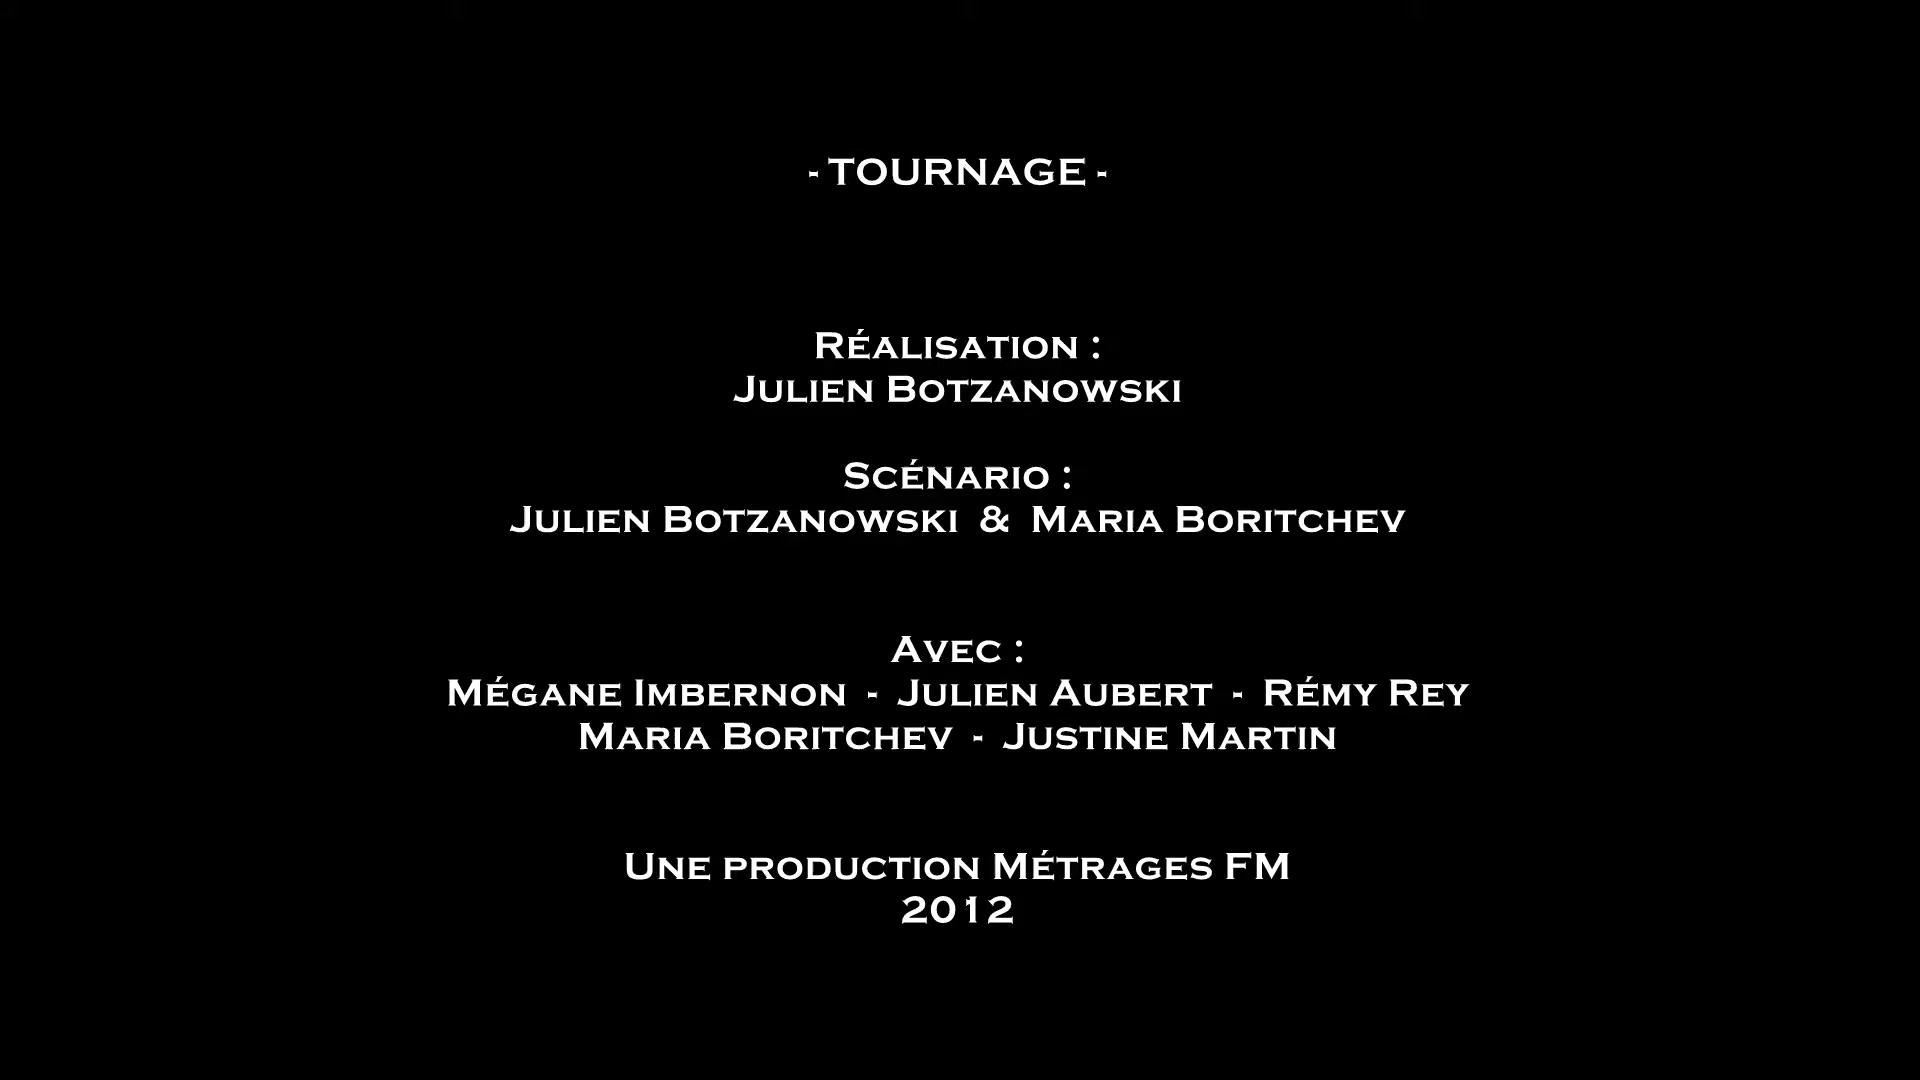 - TOURNAGE -
Réalisation :
Julien Botzanowski
Scénario :
Julien Botzanowski & Maria Boritchev
Avec :
Mégane Imbernon - Julien Aubert - Rémy Rey
Maria Boritchev - Justine Martin
Une production Métrages FM
2012